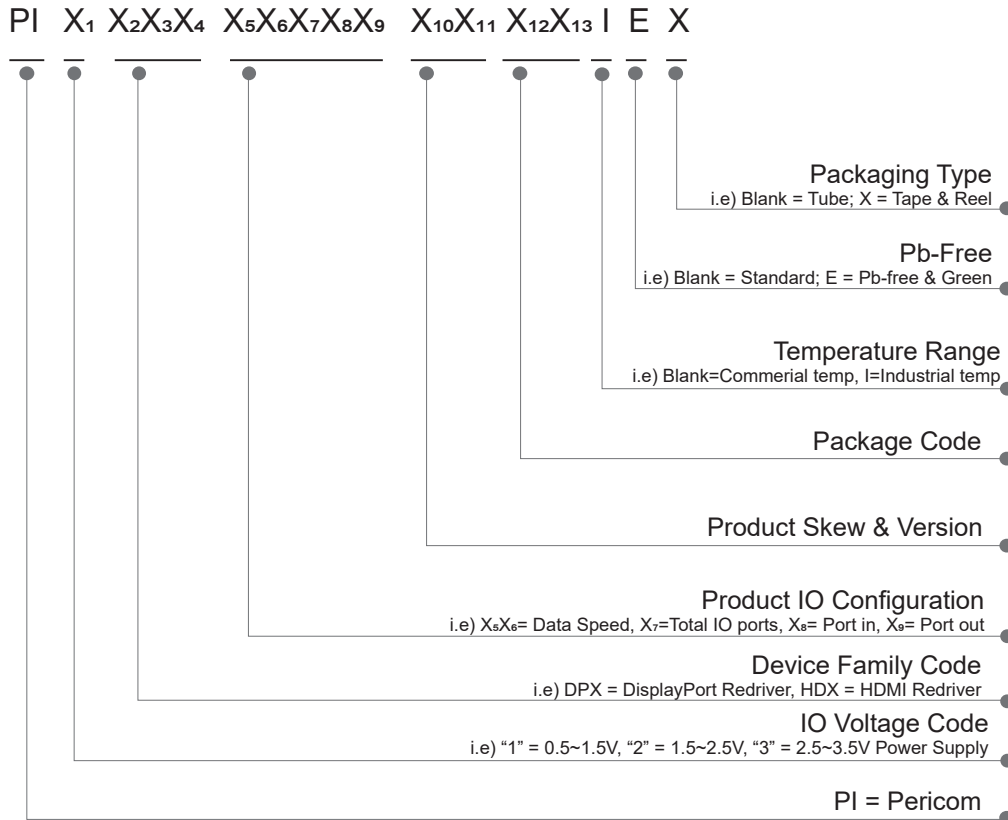 PI X₁ X₂X₃X₄ X₅X₆X₇X₈X₉ X₁₀X₁₁ X₁₂X₁₃ I E X
Packaging Type
i.e) Blank = Tube; X = Tape & Reel
Pb-Free
i.e) Blank = Standard; E = Pb-free & Green
Temperature Range
i.e) Blank=Commerial temp, I=Industrial temp
Package Code
Product Skew & Version
Product IO Configuration
i.e) X₅X₆= Data Speed, X₇=Total IO ports, X₈= Port in, X₉= Port out
Device Family Code
i.e) DPX = DisplayPort Redriver, HDX = HDMI Redriver
IO Voltage Code
i.e) “1” = 0.5~1.5V, “2” = 1.5~2.5V, “3” = 2.5~3.5V Power Supply
PI = Pericom